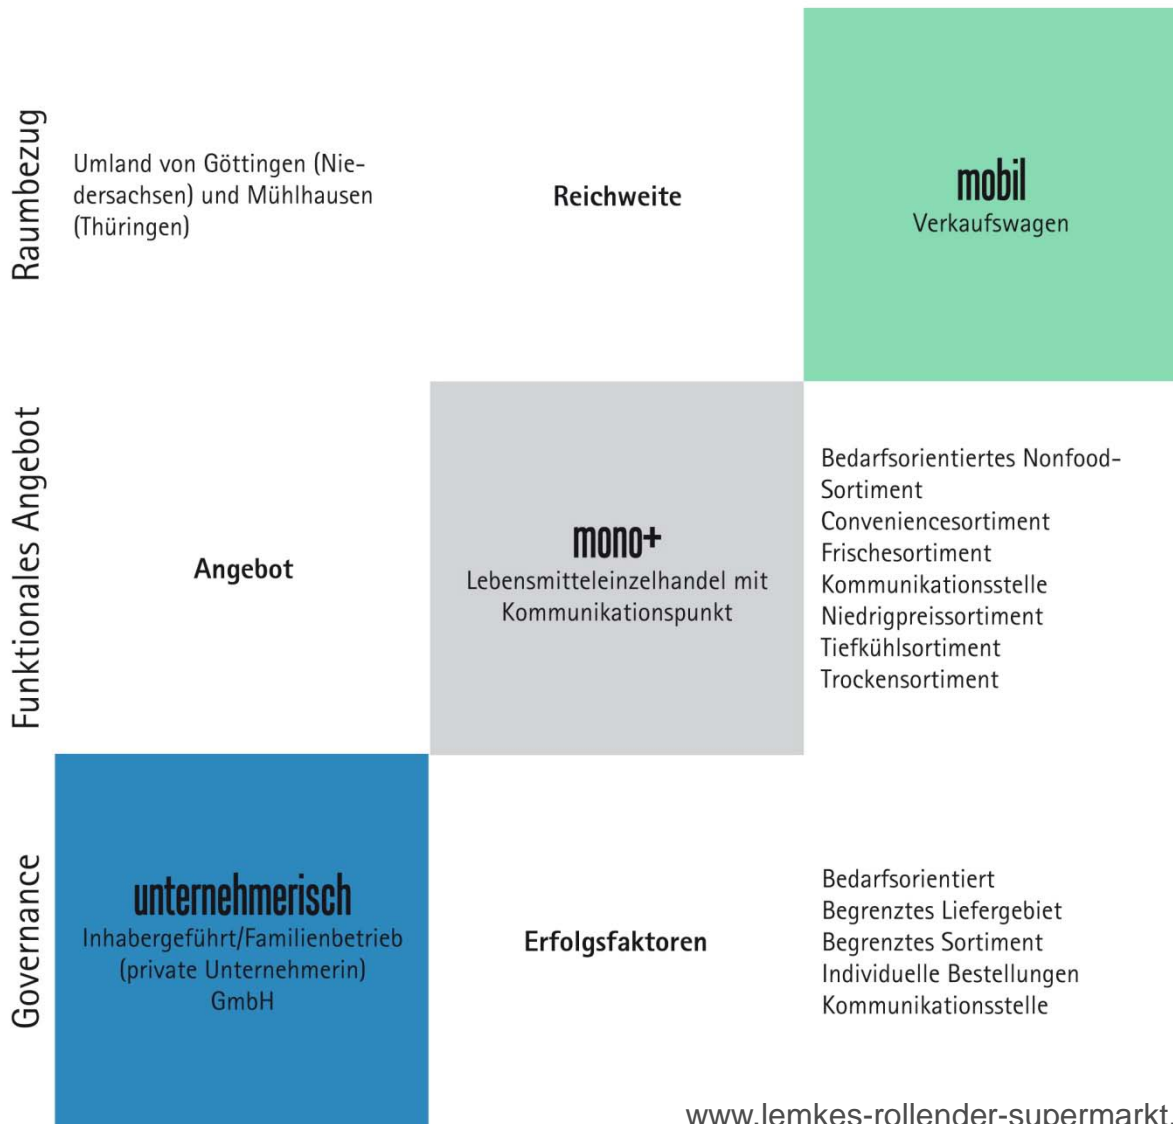 Raumbezug
Umland von Göttingen (Nie-
dersachsen) und Mühlhausen
(Thüringen)
Reichweite
mobil
Verkaufswagen
Funktionales Angebot
Angebot
mono+
Lebensmitteleinzelhandel mit
Kommunikationspunkt
Bedarfsorientiertes Nonfood-
Sortiment
Conveniencesortiment
Frischesortiment
Kommunikationsstelle
Niedrigpreissortiment
Tiefkühlsortiment
Trockensortiment
Governance
unternehmerisch
Inhabergeführt/Familienbetrieb
(private Unternehmerin)
GmbH
Erfolgsfaktoren
Bedarfsorientiert
Begrenztes Liefergebiet
Begrenztes Sortiment
Individuelle Bestellungen
Kommunikationsstelle
www.lemkes-rollender-supermarkt.